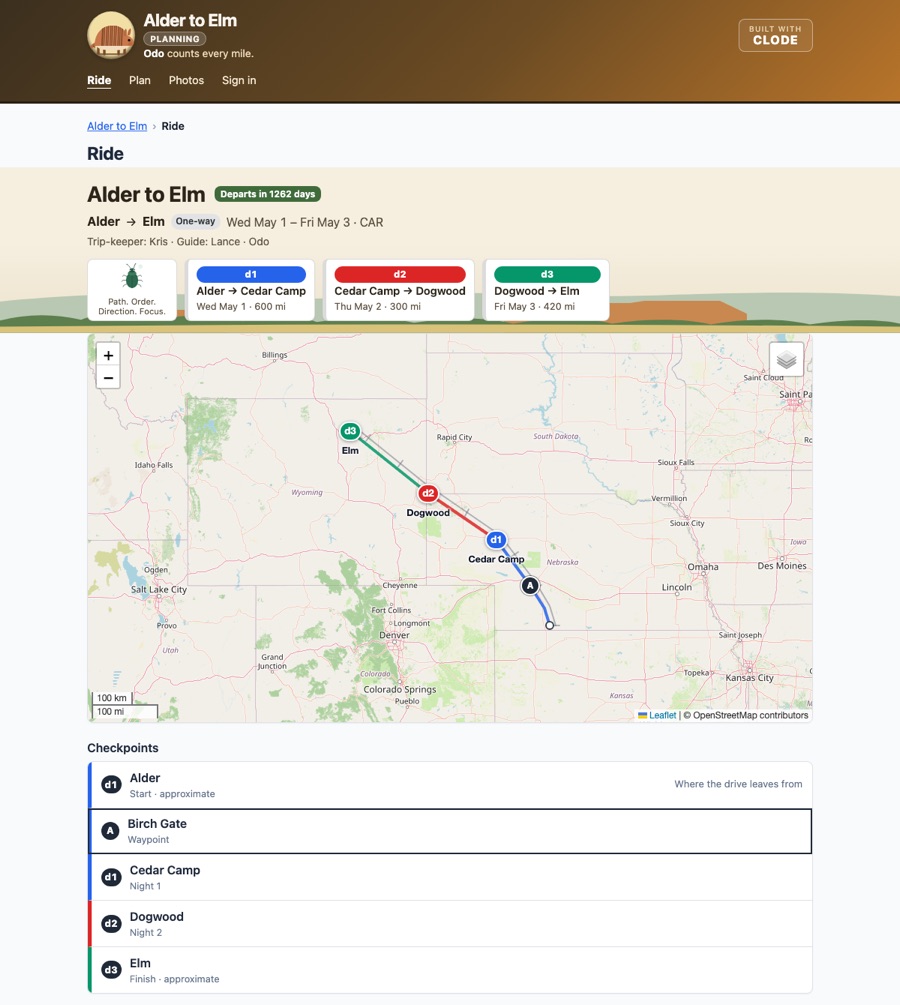 Alder to Elm
PLANNING
Odo counts every mile.
BUILT WITH
CLODE
Ride
Plan
Photos
Sign in
Alder to Elm › Ride
Ride
Alder to Elm
Departs in 1262 days
Alder → Elm
One-way
Wed May 1 – Fri May 3 · CAR
Trip-keeper: Kris · Guide: Lance · Odo
Path. Order.
Direction. Focus.
d1
Alder → Cedar Camp
Wed May 1 · 600 mi
d2
Cedar Camp → Dogwood
Thu May 2 · 300 mi
d3
Dogwood → Elm
Fri May 3 · 420 mi
+
−
Billings
Saint Cloud
Saint Pa
d3
Elm
Rapid City
South Dakota
Ro
Idaho Falls
Sioux Falls
Wyoming
d2
Dogwood
Vermillion
Sioux City
d1
Cedar Camp
Nebraska
Iowa
Ogden
Salt Lake City
Cheyenne
A
Omaha
Des Moines
Lincoln
Fort Collins
Longmont
Provo
Denver
Saint Joseph
Utah
Grand
Junction
Colorado
Topeka
Kansas City
Colorado Springs
Kansas
Pueblo
100 km
100 mi
Leaflet | © OpenStreetMap contributors
Checkpoints
d1
Alder
Start · approximate
Where the drive leaves from
A
Birch Gate
Waypoint
d1
Cedar Camp
Night 1
d2
Dogwood
Night 2
d3
Elm
Finish · approximate